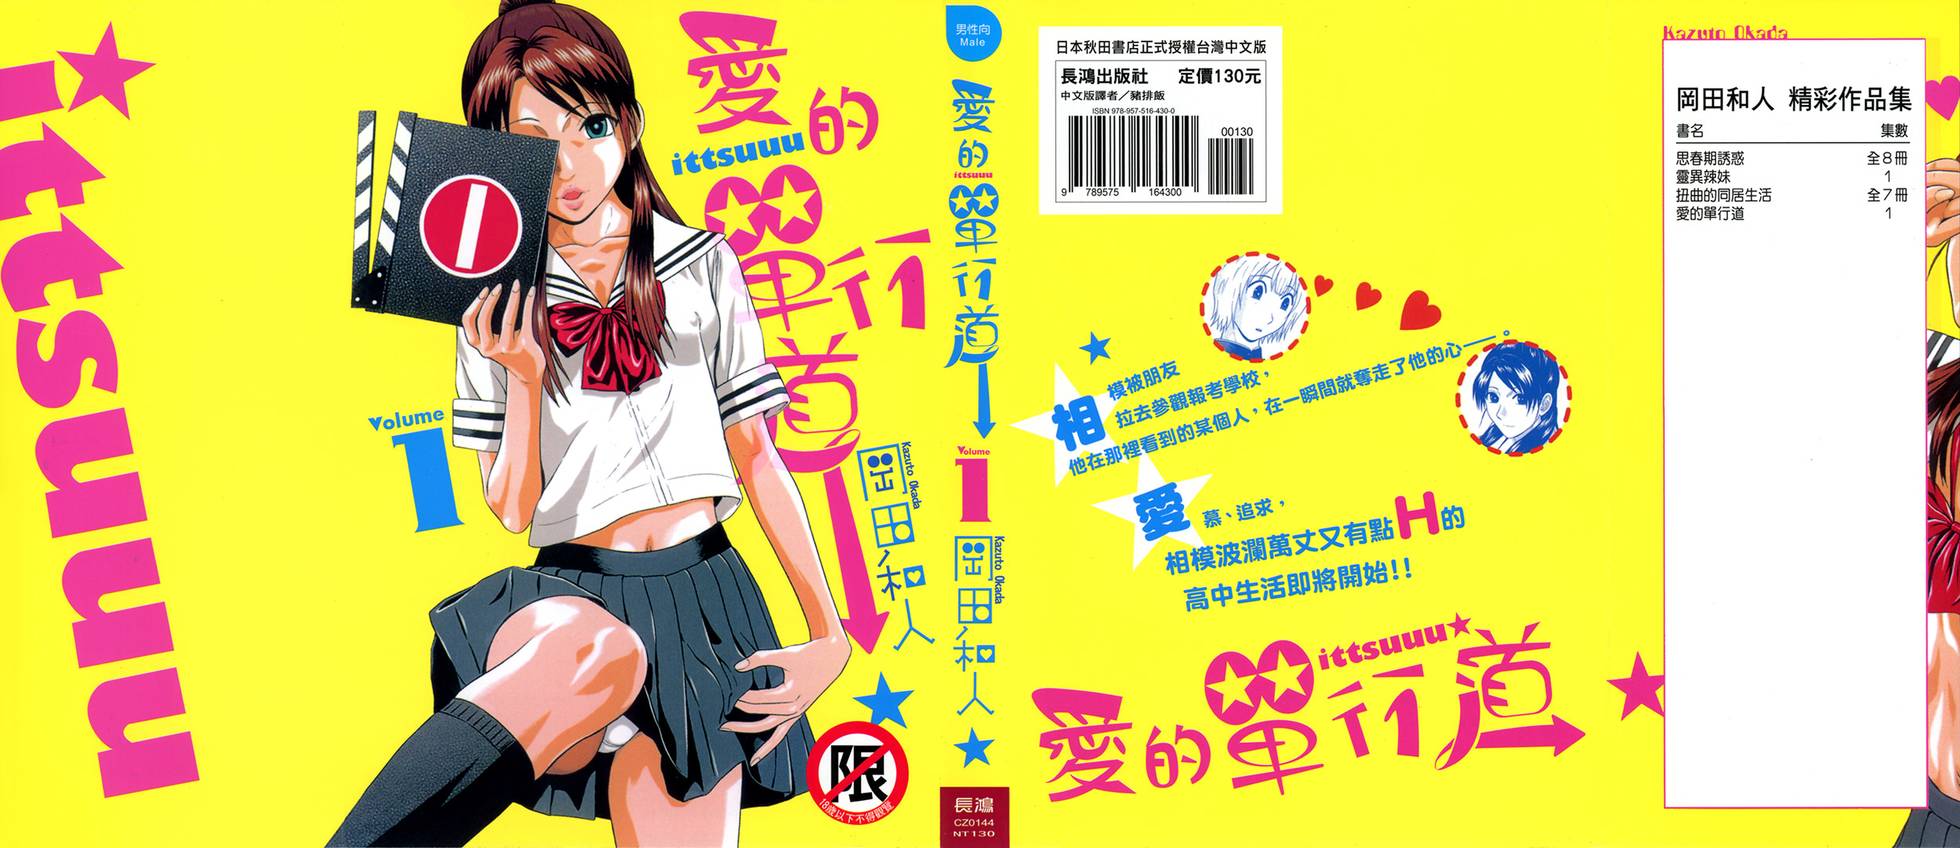 ittsuuu
Volume
1
愛的
ittsuuu
單行道
Kazuto Okada
岡田和人
限
18歲以下不得觀覽
男性向
Male
愛的
ittsuuu
單行道
Volume
1
Kazuto Okada
岡田和人
長鴻
CZ0144
NT130
日本秋田書店正式授權台灣中文版
長鴻出版社 定價130元
中文版譯者／豬排飯
ISBN 978-957-516-430-0
00130
9 789575 164300
相模被朋友
拉去參觀報考學校，
他在那裡看到的某個人，在一瞬間就奪走了他的心——。
愛慕、追求，
相模波瀾萬丈又有點H的
高中生活即將開始!!
ittsuuu
愛的單行道
Kazuto Okada
岡田和人 精彩作品集
書名 集數
思春期誘惑 全8冊
靈異辣妹 1
扭曲的同居生活 全7冊
愛的單行道 1